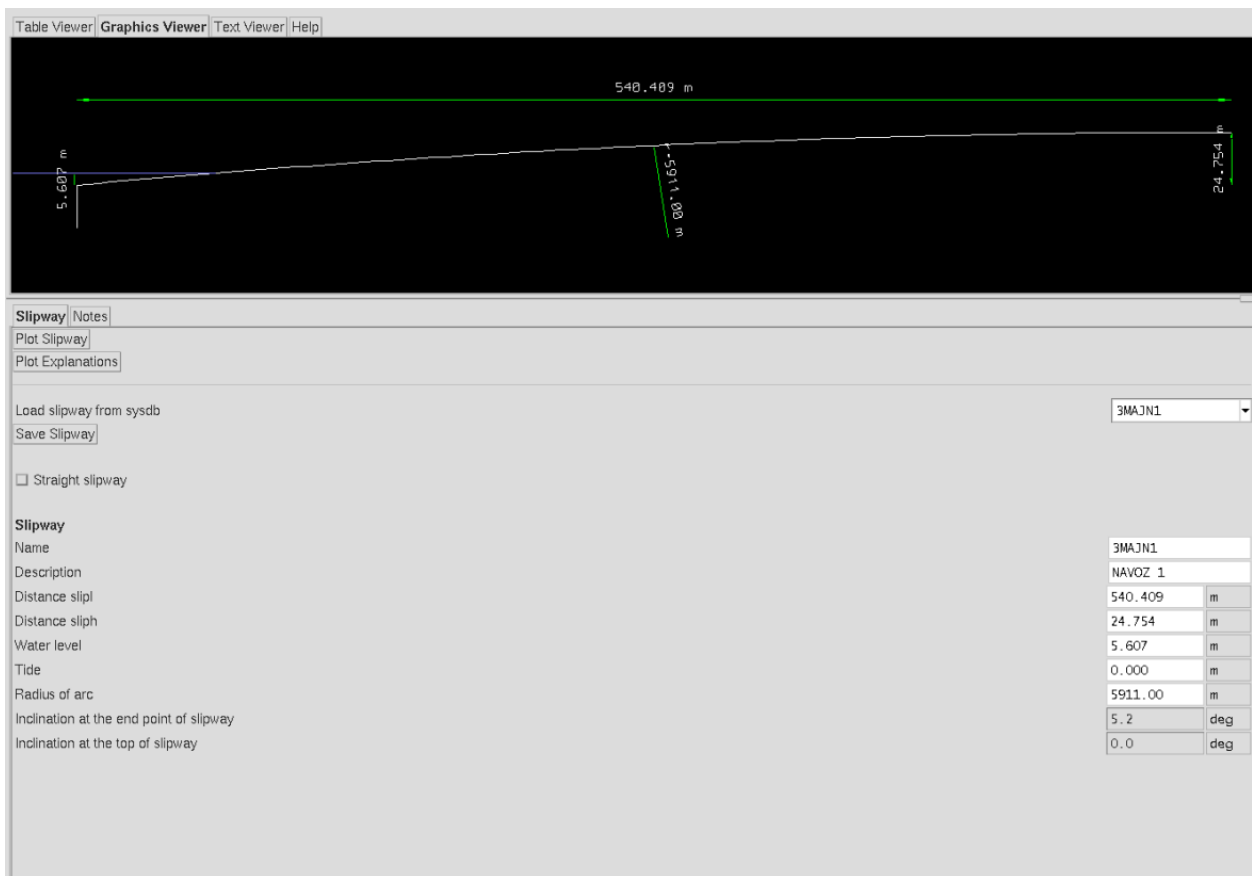 Table Viewer Graphics Viewer Text Viewer Help
540.409 m
5.607 m
r-5911.00 m
24.754 m
Slipway Notes
Plot Slipway
Plot Explanations
Load slipway from sysdb 3MAJN1
Save Slipway
Straight slipway
Slipway
Name 3MAJN1
Description NAVOZ 1
Distance slipl 540.409 m
Distance sliph 24.754 m
Water level 5.607 m
Tide 0.000 m
Radius of arc 5911.00 m
Inclination at the end point of slipway 5.2 deg
Inclination at the top of slipway 0.0 deg